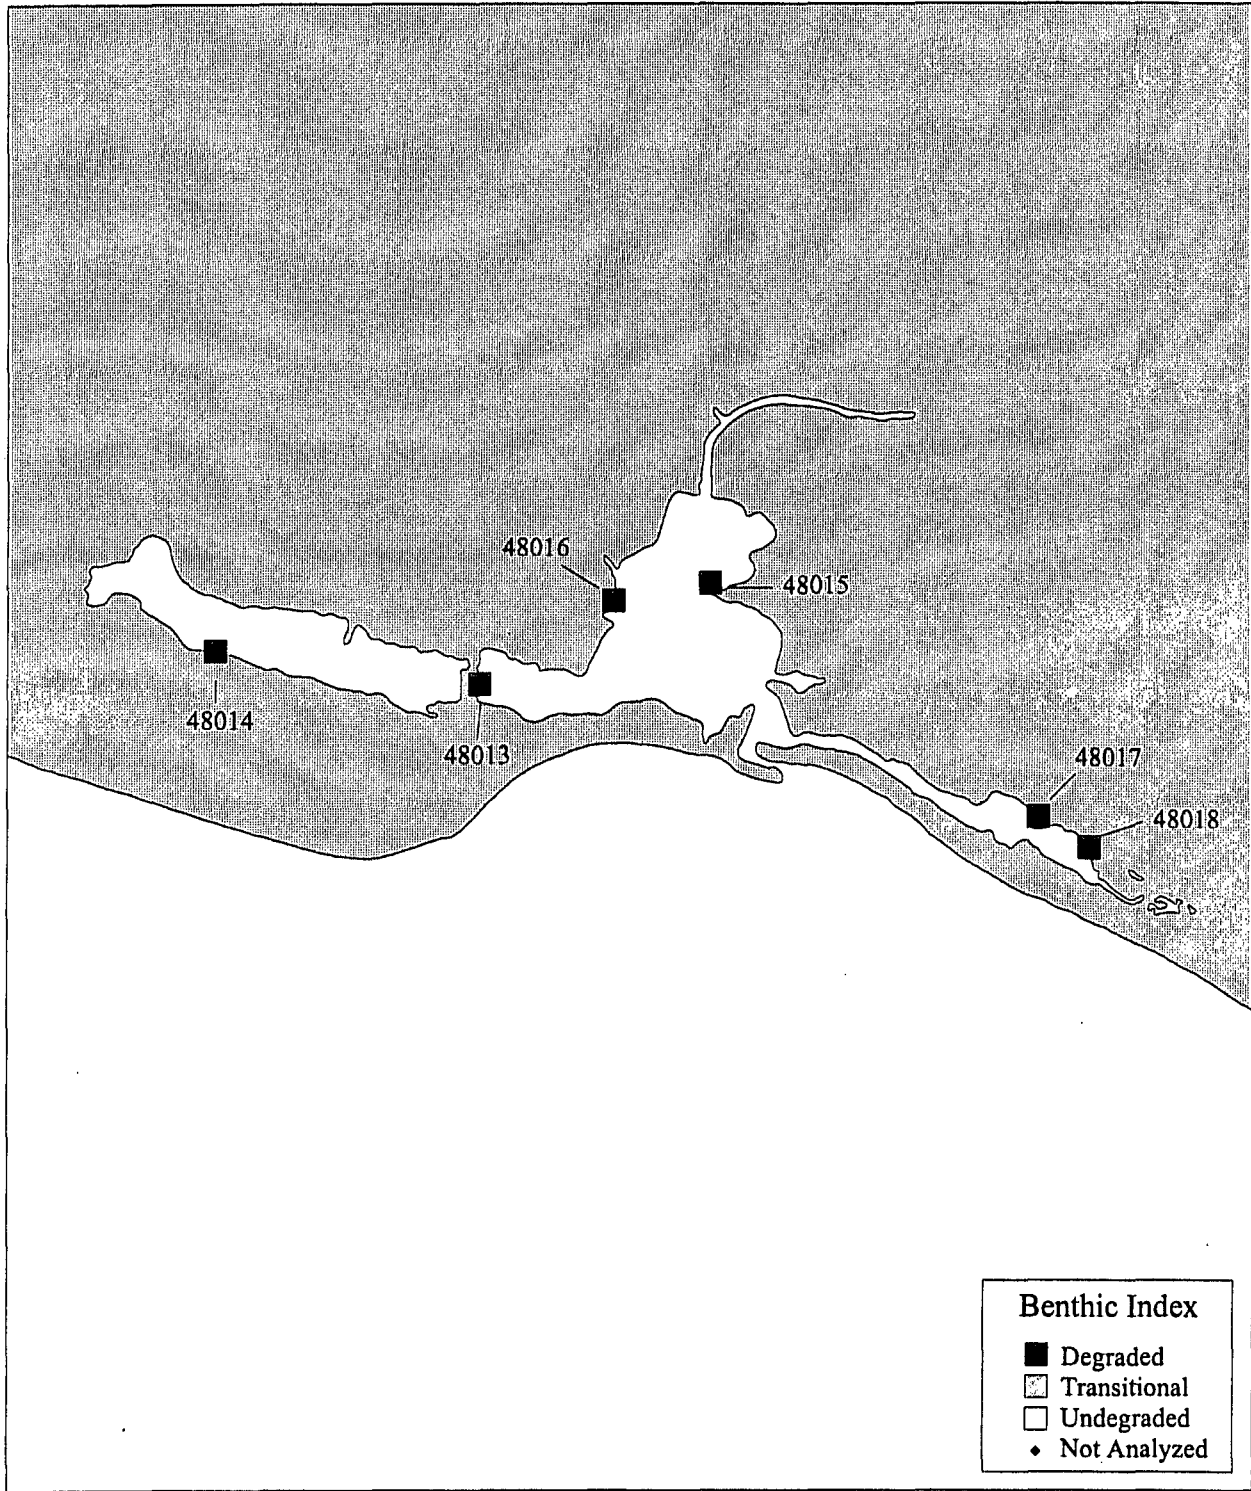 48016
48015
48014
48013
48017
48018
Benthic Index
Degraded
Transitional
Undegraded
Not Analyzed